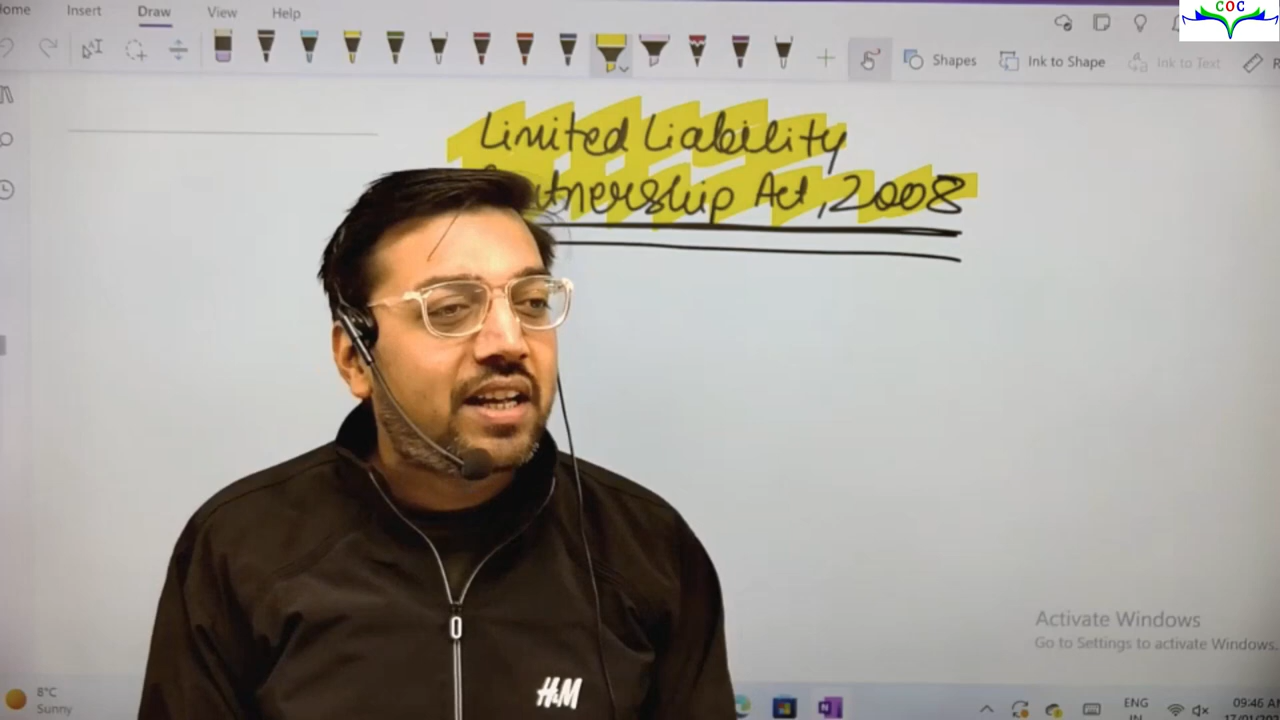 COC
Home
Insert
Draw
View
Help
Shapes
Ink to Shape
Ink to Text
Limited Liability
Partnership Act, 2008
H&M
Activate Windows
Go to Settings to activate Windows.
8°C
Sunny
ENG
IN
09:46